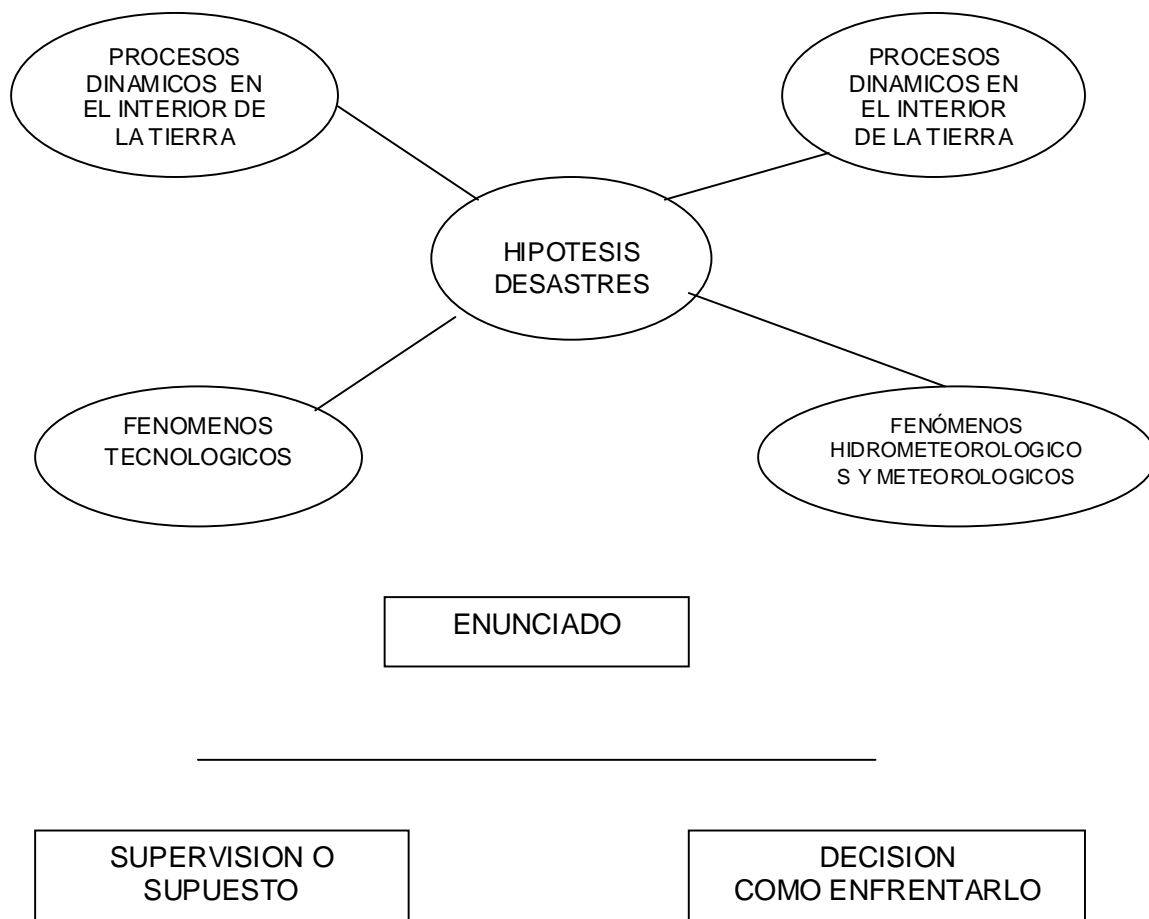 PROCESOS
DINAMICOS EN
EL INTERIOR DE
LA TIERRA
PROCESOS
DINAMICOS EN
EL INTERIOR
DE LA TIERRA
HIPOTESIS
DESASTRES
FENOMENOS
TECNOLOGICOS
FENÓMENOS
HIDROMETEOROLOGICO
S Y METEOROLOGICOS
ENUNCIADO
SUPERVISION O
SUPUESTO
DECISION
COMO ENFRENTARLO